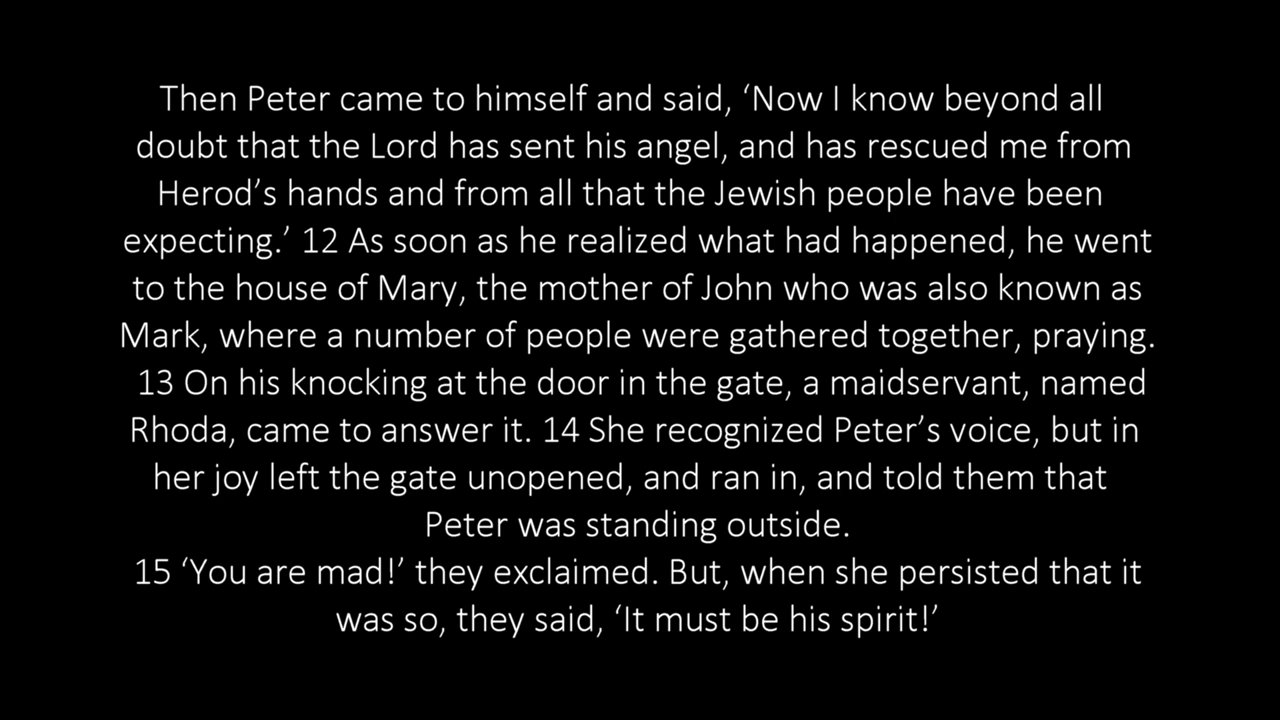 Then Peter came to himself and said, ‘Now I know beyond all
doubt that the Lord has sent his angel, and has rescued me from
Herod’s hands and from all that the Jewish people have been
expecting.’ 12 As soon as he realized what had happened, he went
to the house of Mary, the mother of John who was also known as
Mark, where a number of people were gathered together, praying.
13 On his knocking at the door in the gate, a maidservant, named
Rhoda, came to answer it. 14 She recognized Peter’s voice, but in
her joy left the gate unopened, and ran in, and told them that
Peter was standing outside.
15 ‘You are mad!’ they exclaimed. But, when she persisted that it
was so, they said, ‘It must be his spirit!’